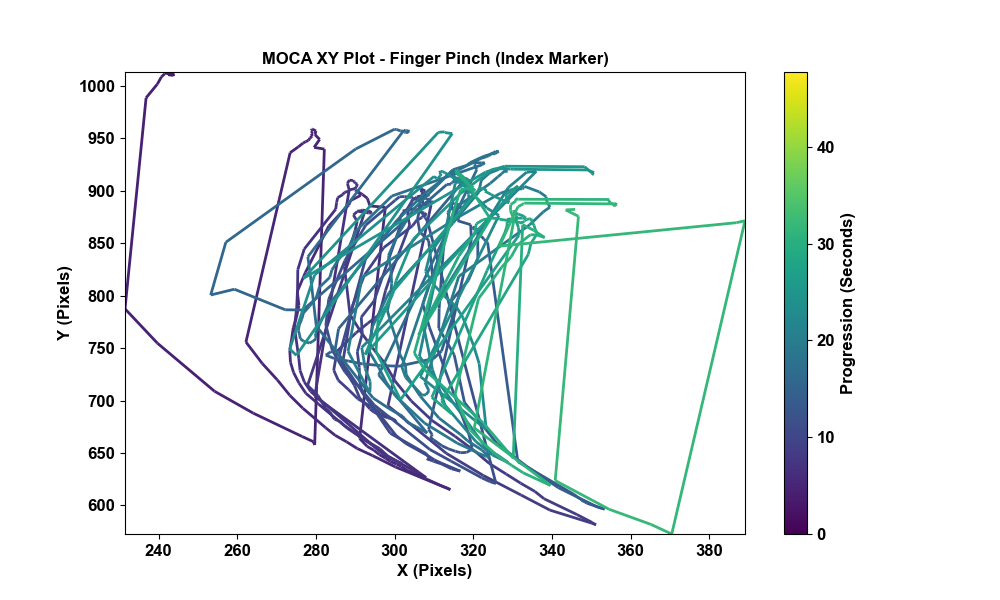 MOCA XY Plot - Finger Pinch (Index Marker)
1000
950
900
850
800
750
700
650
600
Y (Pixels)
240 260 280 300 320 340 360 380
X (Pixels)
40
30
20
10
0
Progression (Seconds)